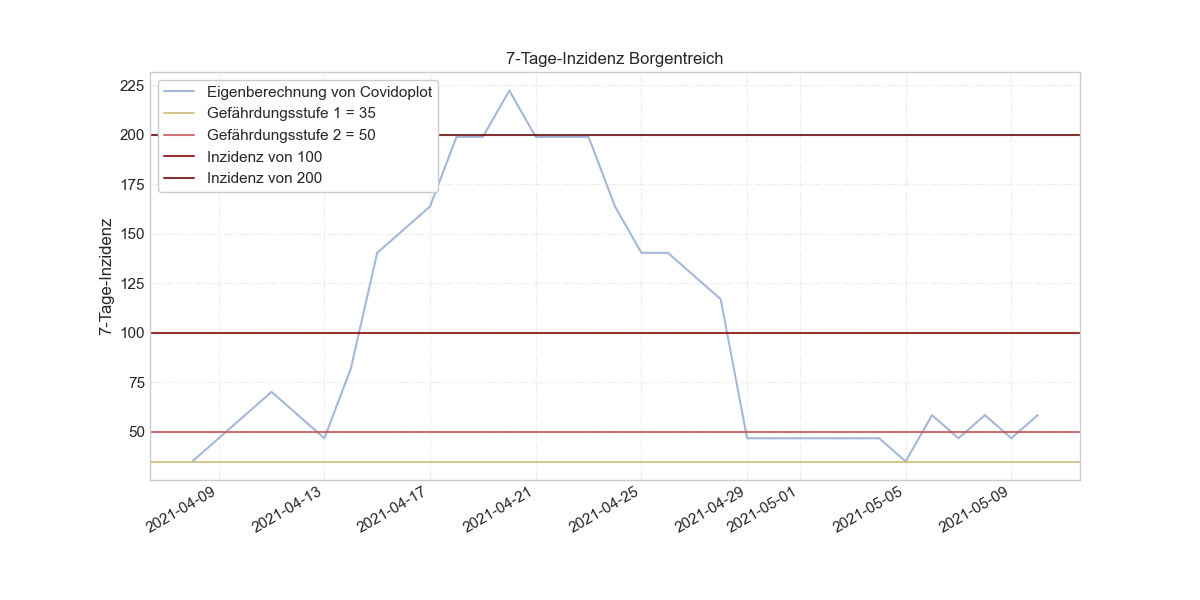 7-Tage-Inzidenz Borgentreich
Eigenberechnung von Covidoplot
Gefährdungsstufe 1 = 35
Gefährdungsstufe 2 = 50
Inzidenz von 100
Inzidenz von 200
7-Tage-Inzidenz
225
200
175
150
125
100
75
50
2021-04-09
2021-04-13
2021-04-17
2021-04-21
2021-04-25
2021-04-29
2021-05-01
2021-05-05
2021-05-09